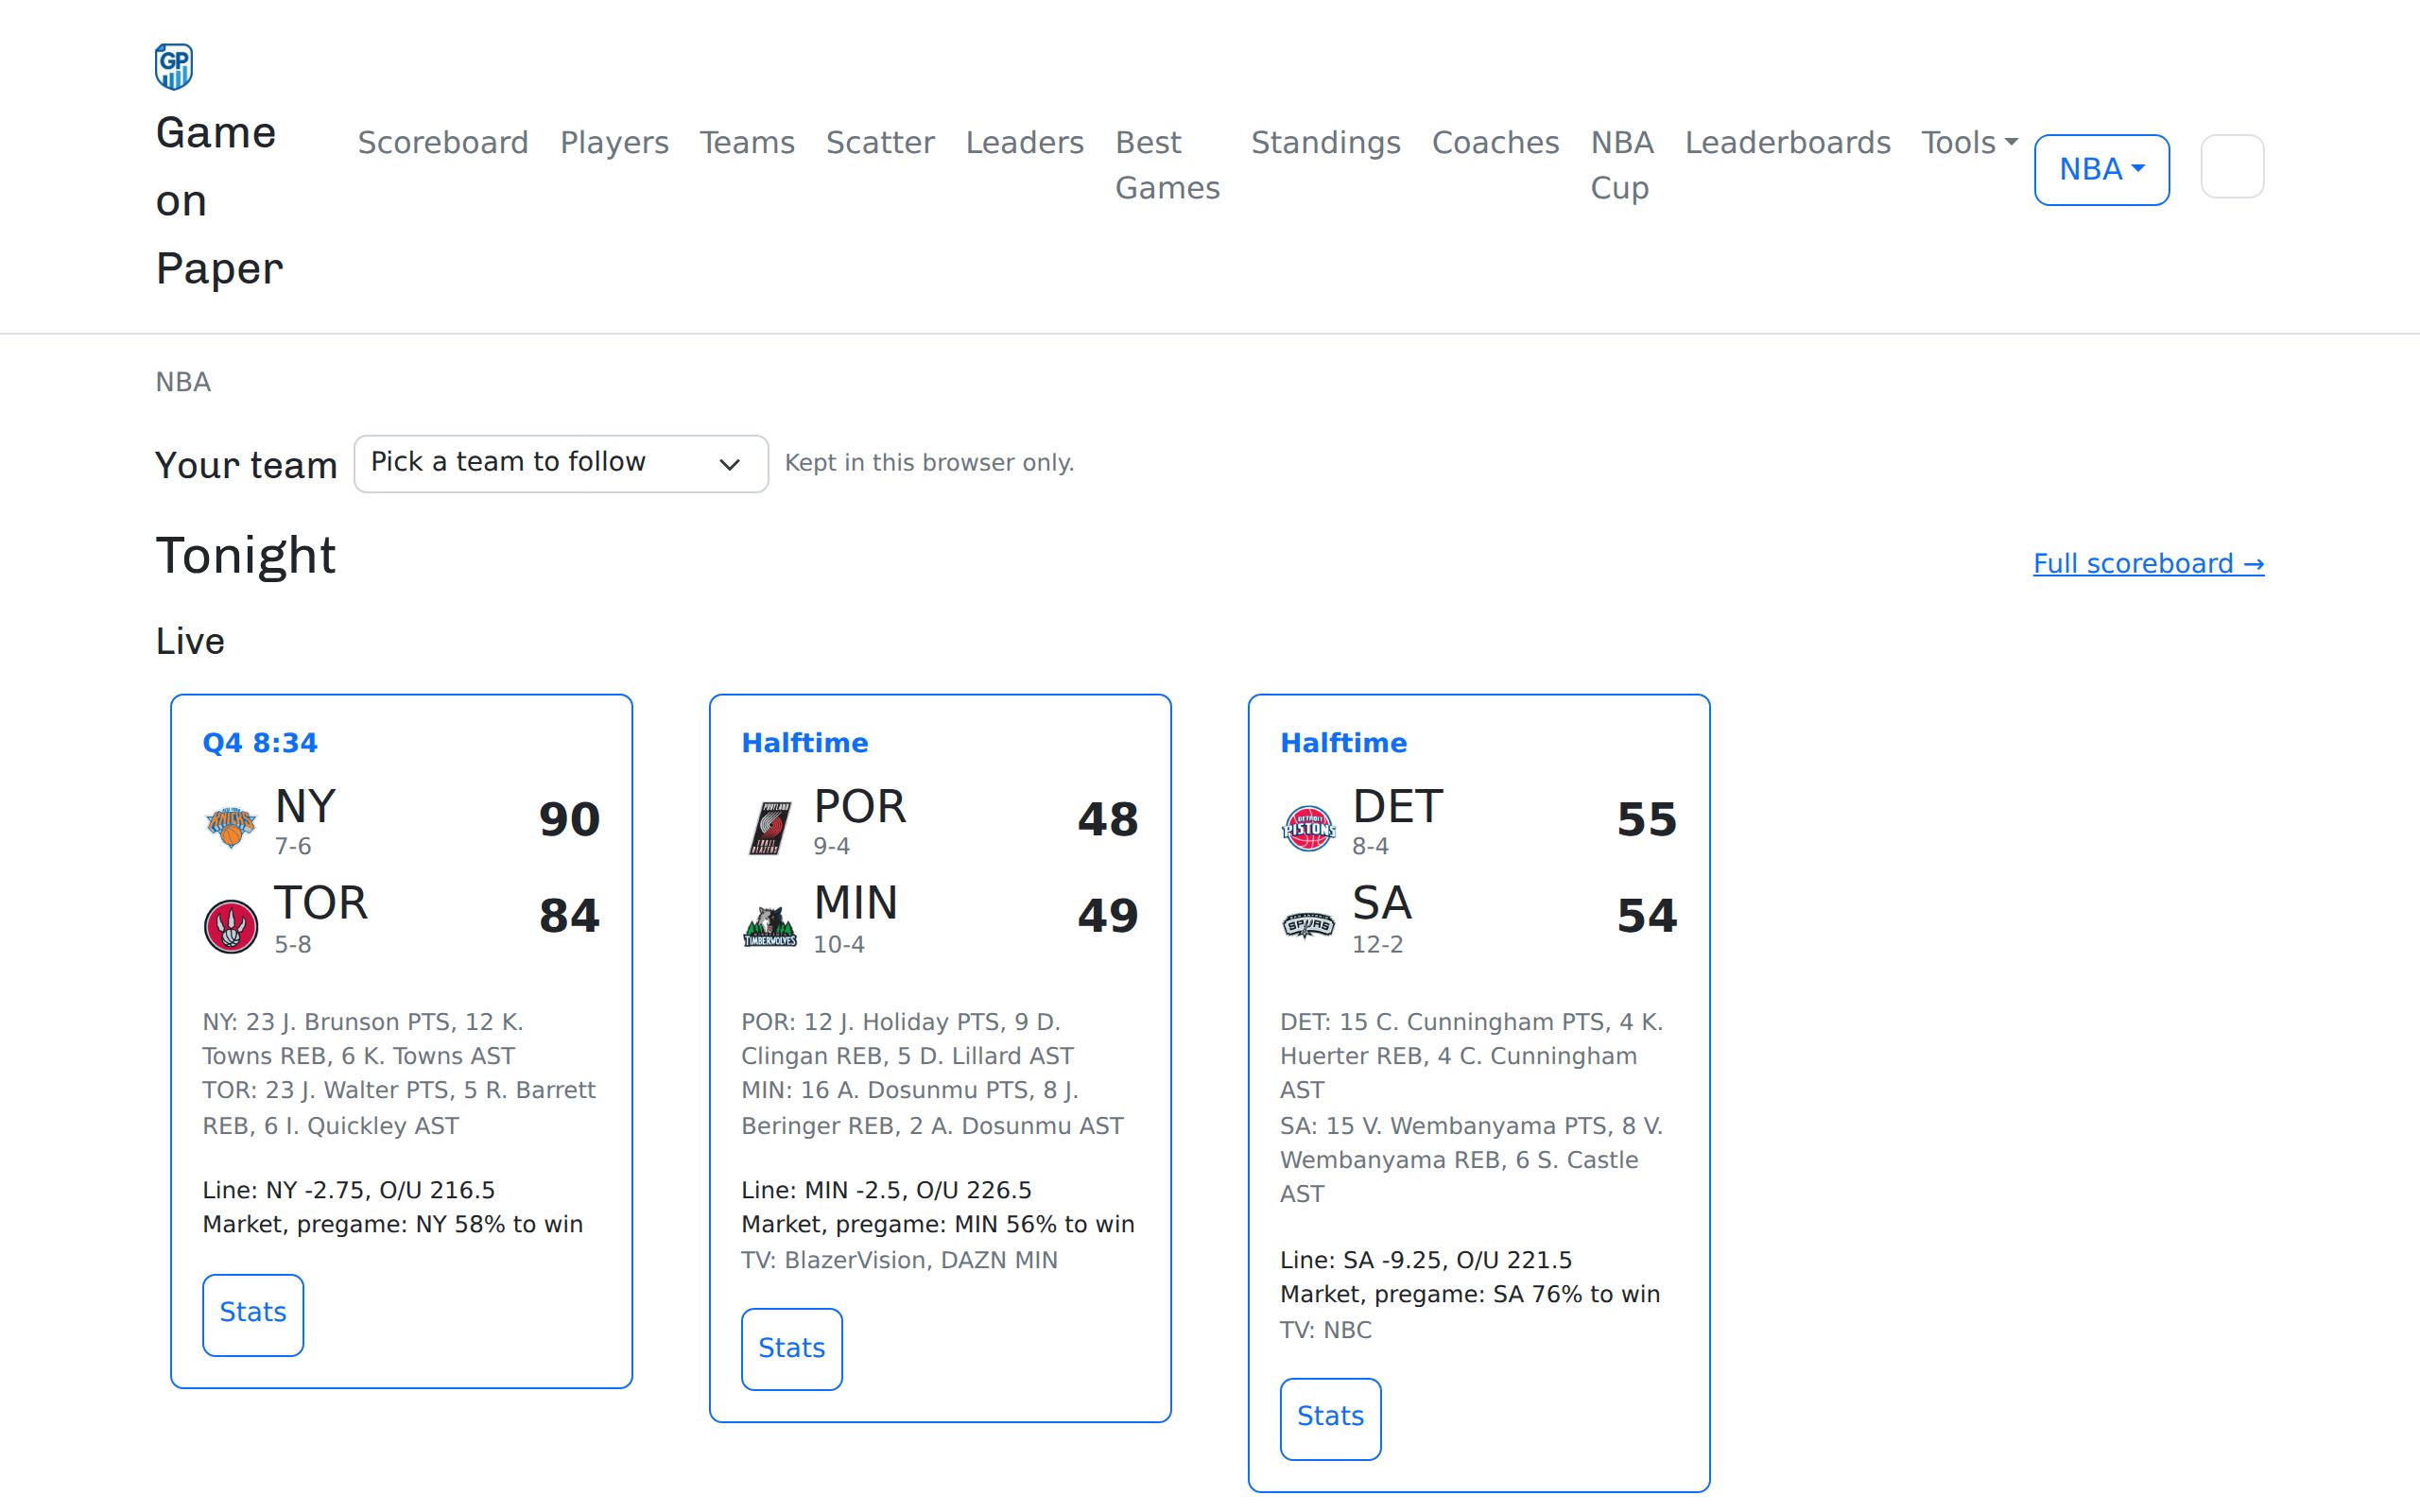 GP
Game
on
Paper
Scoreboard Players Teams Scatter Leaders Best Games Standings Coaches NBA Cup Leaderboards Tools
NBA
NBA
Your team Pick a team to follow Kept in this browser only.
Tonight
Full scoreboard →
Live
Q4 8:34
KNICKS
NY 90
7-6
TOR 84
5-8
NY: 23 J. Brunson PTS, 12 K.
Towns REB, 6 K. Towns AST
TOR: 23 J. Walter PTS, 5 R. Barrett
REB, 6 I. Quickley AST
Line: NY -2.75, O/U 216.5
Market, pregame: NY 58% to win
Stats
Halftime
PORTLAND
TRAIL
BLAZERS
POR 48
9-4
TIMBERWOLVES
MIN 49
10-4
POR: 12 J. Holiday PTS, 9 D.
Clingan REB, 5 D. Lillard AST
MIN: 16 A. Dosunmu PTS, 8 J.
Beringer REB, 2 A. Dosunmu AST
Line: MIN -2.5, O/U 226.5
Market, pregame: MIN 56% to win
TV: BlazerVision, DAZN MIN
Stats
Halftime
DETROIT
PISTONS
DET 55
8-4
SPURS
SA 54
12-2
DET: 15 C. Cunningham PTS, 4 K.
Huerter REB, 4 C. Cunningham
AST
SA: 15 V. Wembanyama PTS, 8 V.
Wembanyama REB, 6 S. Castle
AST
Line: SA -9.25, O/U 221.5
Market, pregame: SA 76% to win
TV: NBC
Stats